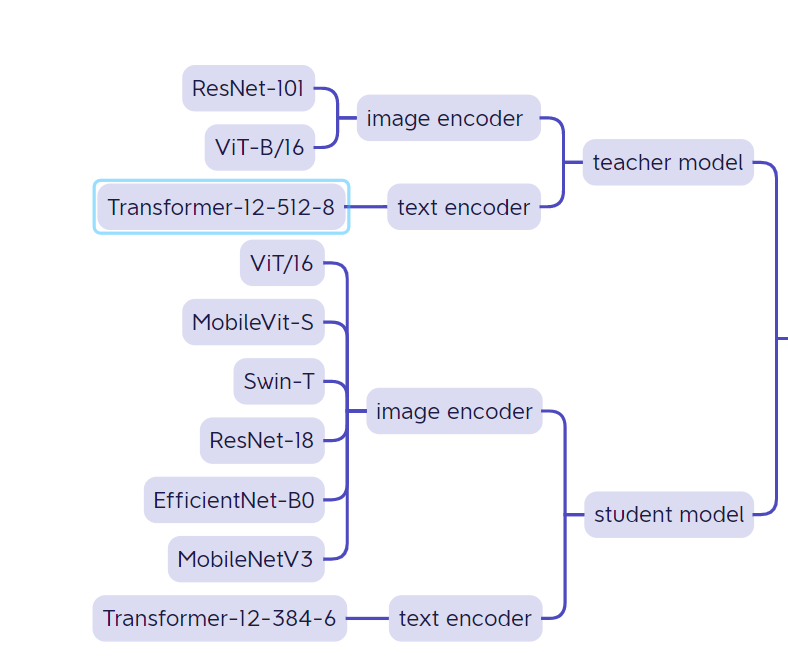 ResNet-101
image encoder
ViT-B/16
teacher model
Transformer-12-512-8
text encoder
ViT/16
MobileVit-S
Swin-T
image encoder
ResNet-18
EfficientNet-B0
student model
MobileNetV3
Transformer-12-384-6
text encoder